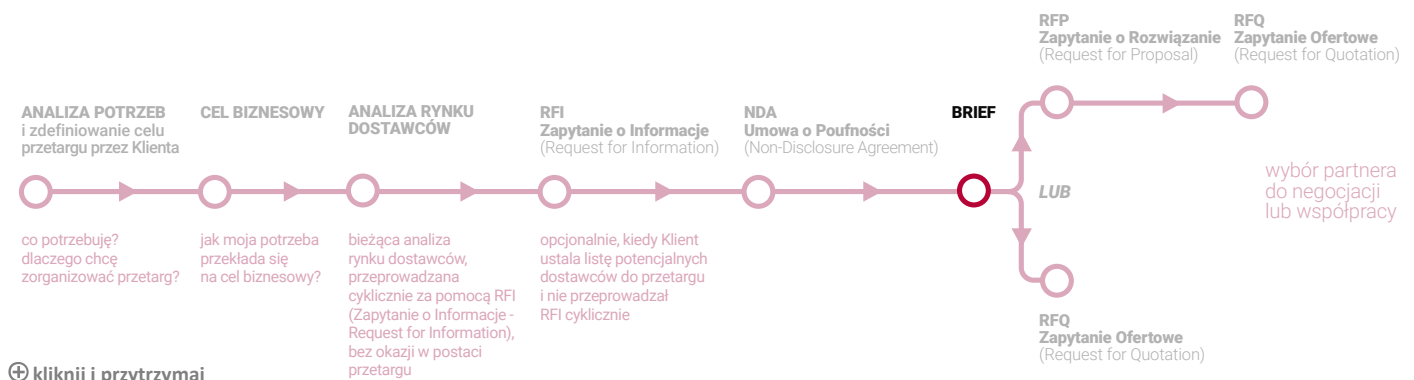 ANALIZA POTRZEB
i zdefiniowanie celu
przetargu przez Klienta
co potrzebuję?
dlaczego chcę
zorganizować przetarg?
CEL BIZNESOWY
jak moja potrzeba
przekłada się
na cel biznesowy?
ANALIZA RYNKU
DOSTAWCÓW
bieżąca analiza
rynku dostawców,
przeprowadzana
cyklicznie za pomocą RFI
(Zapytanie o Informacje -
Request for Information),
bez okazji w postaci
przetargu
RFI
Zapytanie o Informacje
(Request for Information)
opcjonalnie, kiedy Klient
ustala listę potencjalnych
dostawców do przetargu
i nie przeprowadzał
RFI cyklicznie
NDA
Umowa o Poufności
(Non-Disclosure Agreement)
BRIEF
RFP
Zapytanie o Rozwiązanie
(Request for Proposal)
RFQ
Zapytanie Ofertowe
(Request for Quotation)
LUB
RFQ
Zapytanie Ofertowe
(Request for Quotation)
wybór partnera
do negocjacji
lub współpracy
kliknij i przytrzymaj